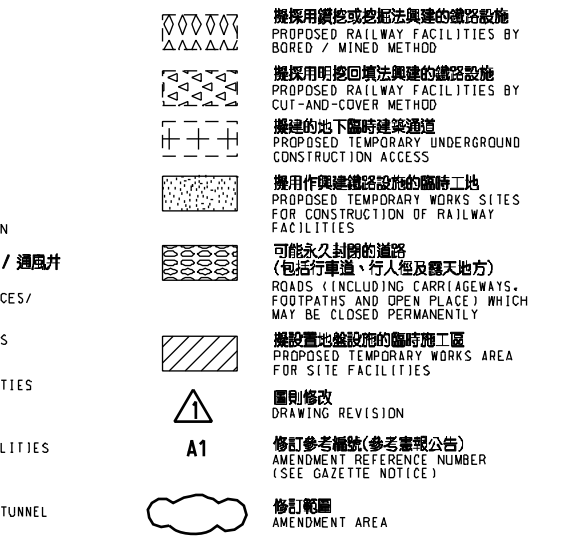 擬採用鑽挖或挖掘法興建的鐵路設施
PROPOSED RAILWAY FACILITIES BY
BORED / MINED METHOD
擬採用明挖回填法興建的鐵路設施
PROPOSED RAILWAY FACILITIES BY
CUT-AND-COVER METHOD
擬建的地下臨時建築通道
PROPOSED TEMPORARY UNDERGROUND
CONSTRUCTION ACCESS
擬用作興建鐵路設施的臨時工地
PROPOSED TEMPORARY WORKS SITES
FOR CONSTRUCTION OF RAILWAY
FACILITIES
N
/ 通風井
可能永久封閉的道路
(包括行車道、行人徑及露天地方)
CES/
ROADS (INCLUDING CARRIAGEWAYS,
FOOTPATHS AND OPEN PLACE) WHICH
MAY BE CLOSED PERMANENTLY
S
擬設置地盤設施的臨時施工區
PROPOSED TEMPORARY WORKS AREA
FOR SITE FACILITIES
TIES
1
圖則修改
DRAWING REVISION
LITIES
A1
修訂參考編號(參考憲報公告)
AMENDMENT REFERENCE NUMBER
(SEE GAZETTE NOTICE)
TUNNEL
修訂範圍
AMENDMENT AREA